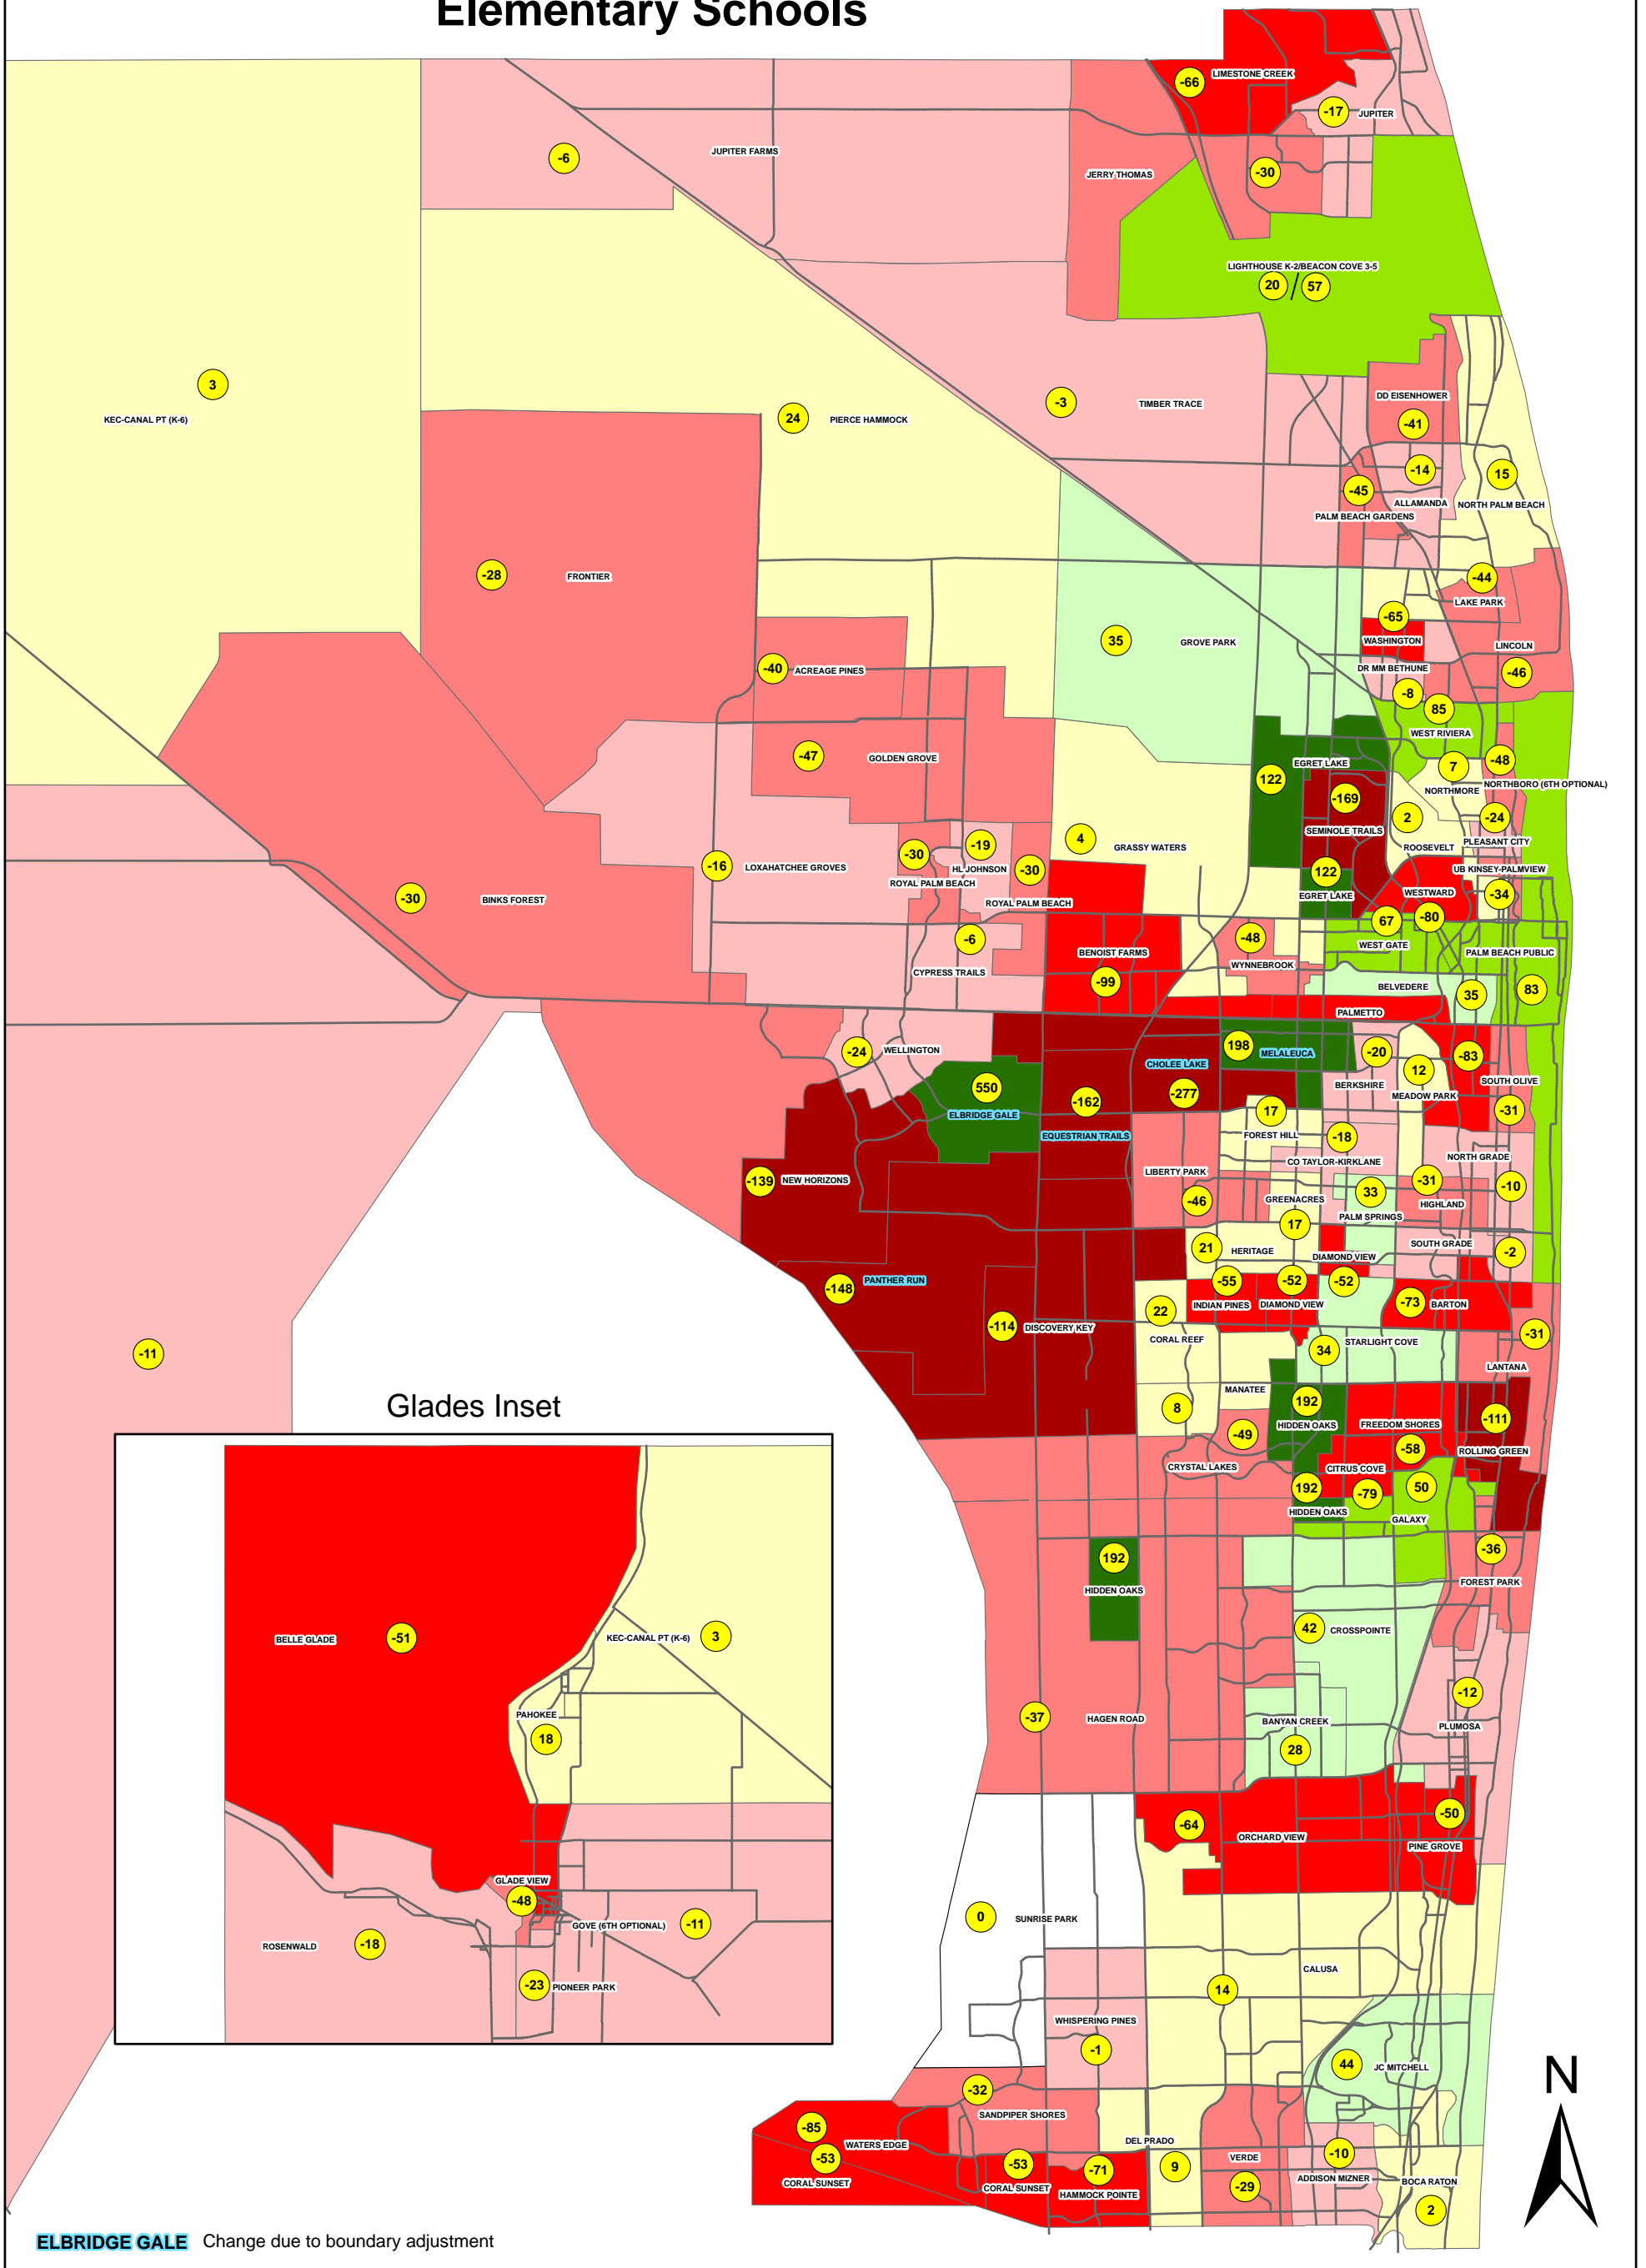 Elementary Schools
-66
LIMESTONE CREEK
-17
JUPITER
-6
JUPITER FARMS
JERRY THOMAS
-30
LIGHTHOUSE K-2/BEACON COVE 3-5
20 / 57
3
KEC-CANAL PT (K-6)
24
PIERCE HAMMOCK
-3
TIMBER TRACE
DD EISENHOWER
-41
-14
ALLAMANDA
15
NORTH PALM BEACH
-45
PALM BEACH GARDENS
-28
FRONTIER
-44
LAKE PARK
-65
WASHINGTON
35
GROVE PARK
LINCOLN
-46
-40
ACREAGE PINES
DR MM BETHUNE
-8
85
WEST RIVIERA
-47
GOLDEN GROVE
122
EGRET LAKE
7
NORTHMORE
-48
NORTHBORO (6TH OPTIONAL)
-169
SEMINOLE TRAILS
2
ROOSEVELT
-24
PLEASANT CITY
4
GRASSY WATERS
-16
LOXAHATCHEE GROVES
-30
ROYAL PALM BEACH
-19
HL JOHNSON
-30
ROYAL PALM BEACH
122
EGRET LAKE
UB KINSEY-PALMVIEW
-34
WESTWARD
-80
-30
BINKS FOREST
67
WEST GATE
-6
CYPRESS TRAILS
BENOIST FARMS
-99
-48
WYNNEBROOK
PALM BEACH PUBLIC
83
BELVEDERE
35
PALMETTO
-83
-24
WELLINGTON
198
MELALEUCA
CHOLEE LAKE
-277
-20
BERKSHIRE
12
MEADOW PARK
SOUTH OLIVE
-31
550
ELBRIDGE GALE
-162
EQUESTRIAN TRAILS
17
FOREST HILL
-18
CO TAYLOR-KIRKLANE
NORTH GRADE
-10
-139
NEW HORIZONS
LIBERTY PARK
-46
GREENACRES
17
33
PALM SPRINGS
-31
HIGHLAND
21
HERITAGE
DIAMOND VIEW
-52
SOUTH GRADE
-2
-148
PANTHER RUN
-55
INDIAN PINES
-52
DIAMOND VIEW
-73
BARTON
-114
DISCOVERY KEY
22
CORAL REEF
34
STARLIGHT COVE
-31
LANTANA
-11
Glades Inset
MANATEE
8
192
HIDDEN OAKS
FREEDOM SHORES
-58
-111
ROLLING GREEN
-49
CRYSTAL LAKES
CITRUS COVE
-79
192
HIDDEN OAKS
50
GALAXY
192
HIDDEN OAKS
-36
FOREST PARK
BELLE GLADE
-51
KEC-CANAL PT (K-6)
3
42
CROSSPOINTE
PAHOKEE
18
-37
HAGEN ROAD
-12
PLUMOSA
BANYAN CREEK
28
-64
ORCHARD VIEW
-50
PINE GROVE
GLADE VIEW
-48
GOVE (6TH OPTIONAL)
-11
ROSENWALD
-18
-23
PIONEER PARK
0
SUNRISE PARK
CALUSA
14
WHISPERING PINES
-1
44
JC MITCHELL
-32
SANDPIPER SHORES
-85
WATERS EDGE
-53
CORAL SUNSET
-53
CORAL SUNSET
-71
HAMMOCK POINTE
DEL PRADO
9
VERDE
-29
-10
ADDISON MIZNER
BOCA RATON
2
N
ELBRIDGE GALE Change due to boundary adjustment